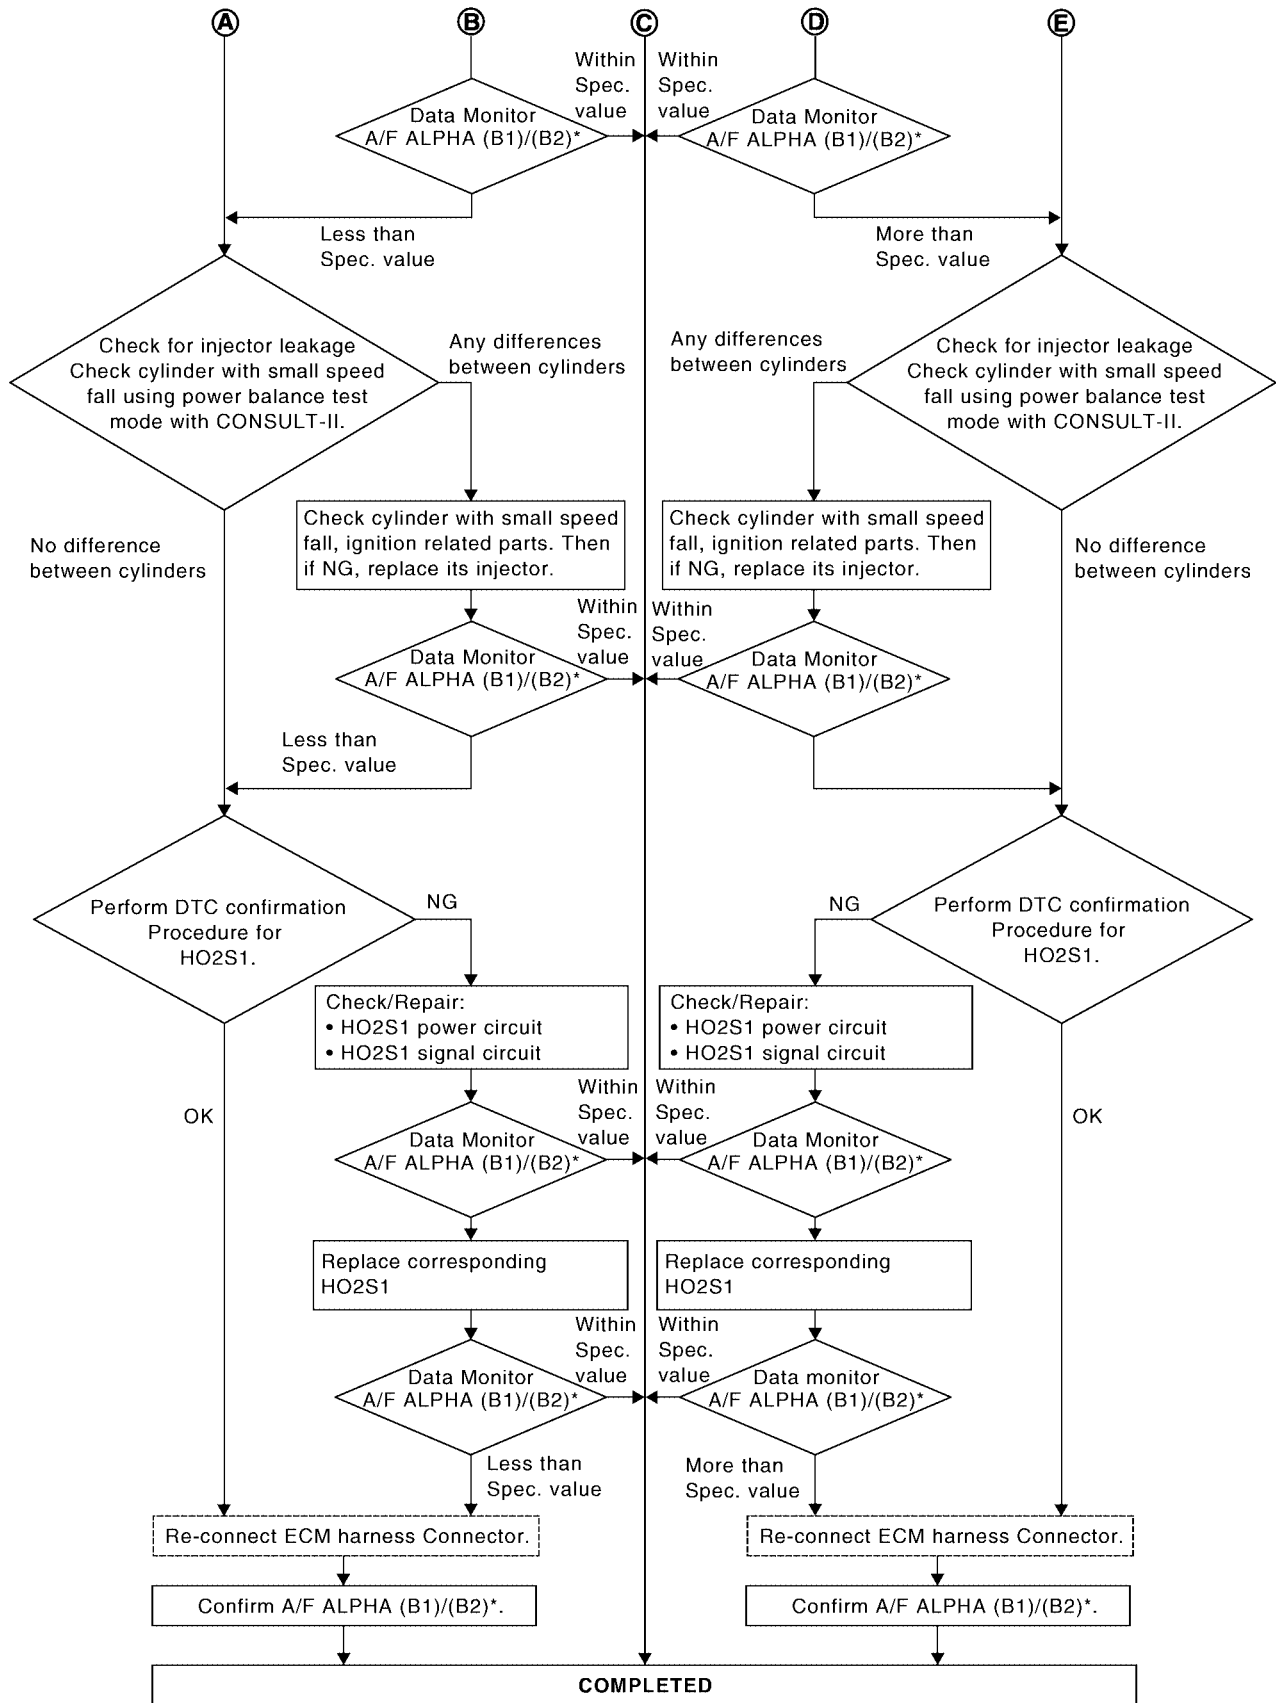 A
B
C
D
E
Within
Spec.
value
Within
Spec.
value
Data Monitor
A/F ALPHA (B1)/(B2)*
Data Monitor
A/F ALPHA (B1)/(B2)*
Less than
Spec. value
More than
Spec. value
Check for injector leakage
Check cylinder with small speed
fall using power balance test
mode with CONSULT-II.
Any differences
between cylinders
Any differences
between cylinders
Check for injector leakage
Check cylinder with small speed
fall using power balance test
mode with CONSULT-II.
No difference
between cylinders
Check cylinder with small speed
fall, ignition related parts. Then
if NG, replace its injector.
Check cylinder with small speed
fall, ignition related parts. Then
if NG, replace its injector.
No difference
between cylinders
Within
Spec.
value
Within
Spec.
value
Data Monitor
A/F ALPHA (B1)/(B2)*
Data Monitor
A/F ALPHA (B1)/(B2)*
Less than
Spec. value
Perform DTC confirmation
Procedure for
HO2S1.
NG
NG
Perform DTC confirmation
Procedure for
HO2S1.
Check/Repair:
• HO2S1 power circuit
• HO2S1 signal circuit
Check/Repair:
• HO2S1 power circuit
• HO2S1 signal circuit
OK
Within
Spec.
value
Within
Spec.
value
OK
Data Monitor
A/F ALPHA (B1)/(B2)*
Data Monitor
A/F ALPHA (B1)/(B2)*
Replace corresponding
HO2S1
Replace corresponding
HO2S1
Within
Spec.
value
Within
Spec.
value
Data Monitor
A/F ALPHA (B1)/(B2)*
Data monitor
A/F ALPHA (B1)/(B2)*
Less than
Spec. value
More than
Spec. value
Re-connect ECM harness Connector.
Re-connect ECM harness Connector.
Confirm A/F ALPHA (B1)/(B2)*.
Confirm A/F ALPHA (B1)/(B2)*.
COMPLETED